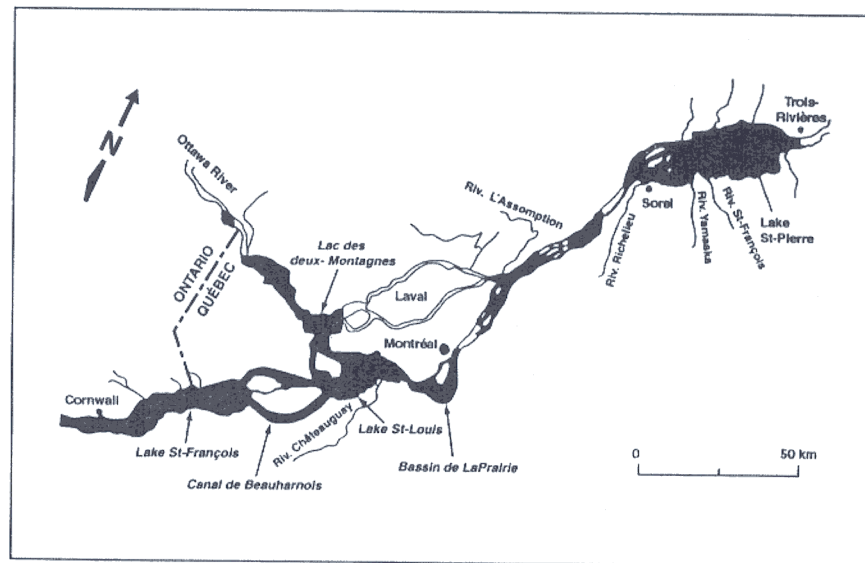 N
Ottawa River
ONTARIO
QUÉBEC
Lac des
deux- Montagnes
Laval
Montréal
Riv. L'Assomption
Trois-
Rivières
Sorel
Riv. Richelieu
Riv. Yamaska
Riv. St-François
Lake
St-Pierre
Cornwall
Lake St-François
Canal de Beauharnois
Riv. Châteauguay
Lake St-Louis
Bassin de LaPrairie
0
50 km